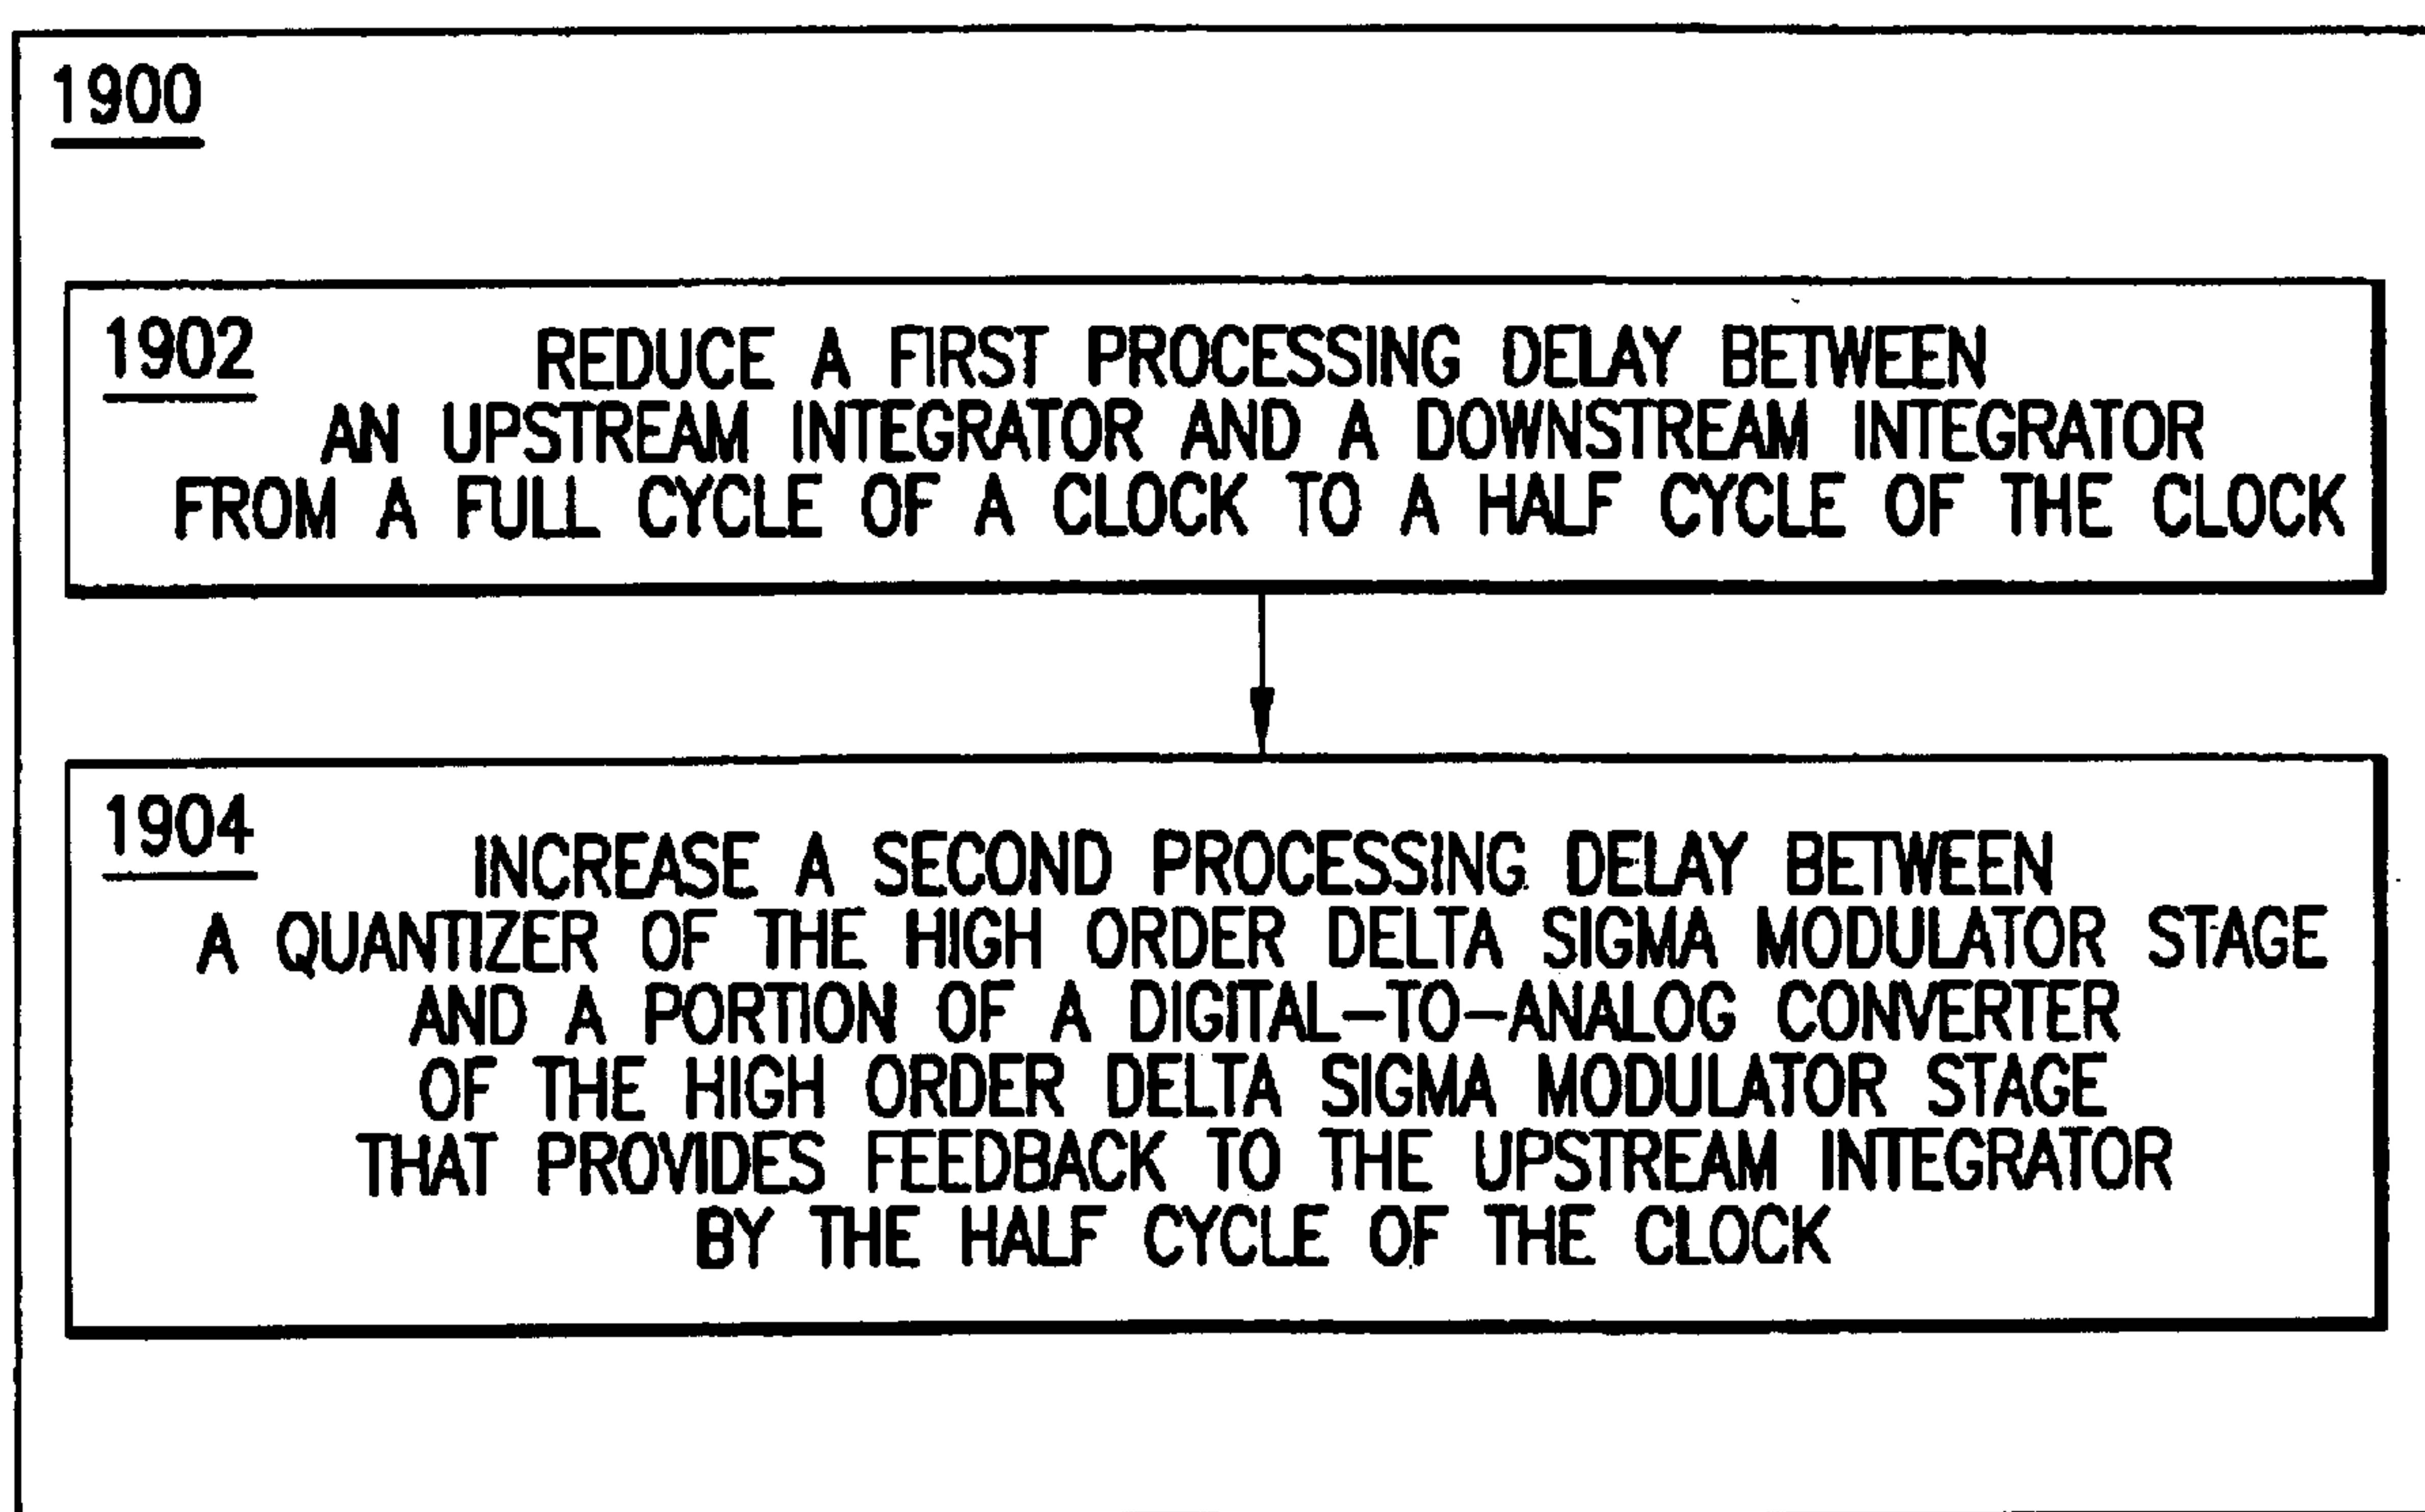 1900
1902
REDUCE A FIRST PROCESSING DELAY BETWEEN
AN UPSTREAM INTEGRATOR AND A DOWNSTREAM INTEGRATOR
FROM A FULL CYCLE OF A CLOCK TO A HALF CYCLE OF THE CLOCK
1904
INCREASE A SECOND PROCESSING DELAY BETWEEN
A QUANTIZER OF THE HIGH ORDER DELTA SIGMA MODULATOR STAGE
AND A PORTION OF A DIGITAL-TO-ANALOG CONVERTER
OF THE HIGH ORDER DELTA SIGMA MODULATOR STAGE
THAT PROVIDES FEEDBACK TO THE UPSTREAM INTEGRATOR
BY THE HALF CYCLE OF THE CLOCK